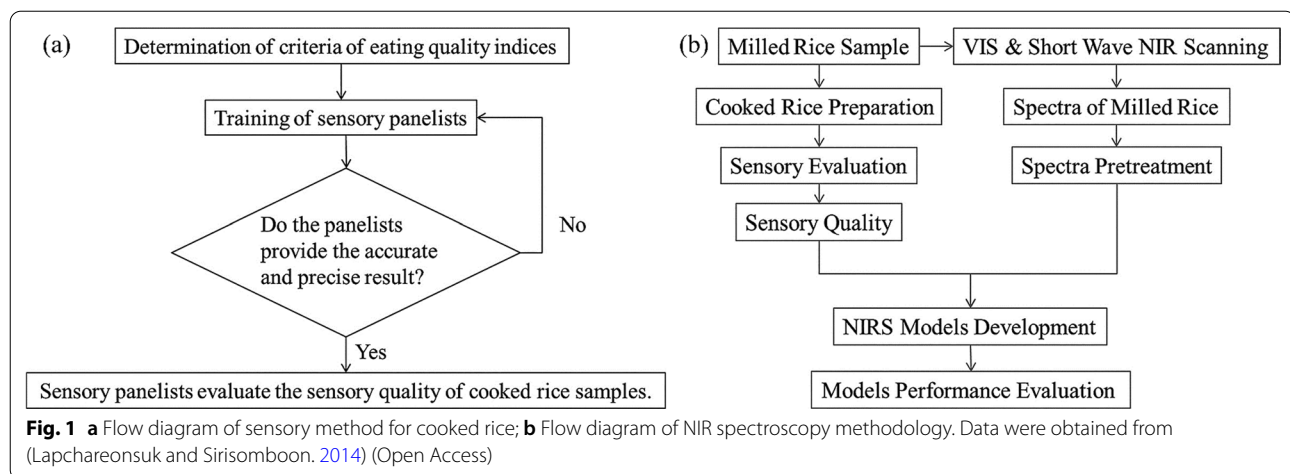 (a)
Determination of criteria of eating quality indices
Training of sensory panelists
Do the panelists
provide the accurate
and precise result?
No
Yes
Sensory panelists evaluate the sensory quality of cooked rice samples.
(b)
Milled Rice Sample
VIS & Short Wave NIR Scanning
Cooked Rice Preparation
Spectra of Milled Rice
Sensory Evaluation
Spectra Pretreatment
Sensory Quality
NIRS Models Development
Models Performance Evaluation
Fig. 1 a Flow diagram of sensory method for cooked rice; b Flow diagram of NIR spectroscopy methodology. Data were obtained from
(Lapchareonsuk and Sirisomboon. 2014) (Open Access)